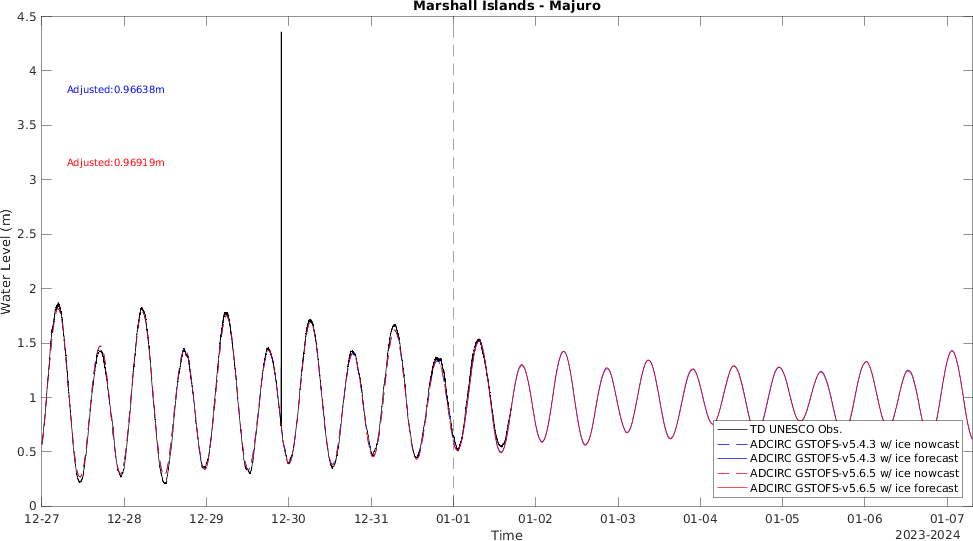 Marshall Islands - Majuro
4.5
4
3.5
3
2.5
2
1.5
1
0.5
0
Water Level (m)
Adjusted:0.96638m
Adjusted:0.96919m
TD UNESCO Obs.
ADCIRC GSTOFS-v5.4.3 w/ ice nowcast
ADCIRC GSTOFS-v5.4.3 w/ ice forecast
ADCIRC GSTOFS-v5.6.5 w/ ice nowcast
ADCIRC GSTOFS-v5.6.5 w/ ice forecast
12-27 12-28 12-29 12-30 12-31 01-01 01-02 01-03 01-04 01-05 01-06 01-07
Time
2023-2024